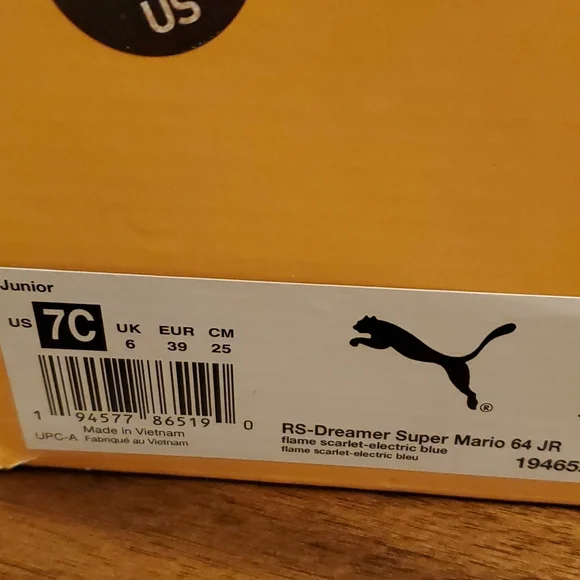 US
Junior
US 7C UK 6 EUR 39 CM 25
1 94577 86519 0
UPC-A Made in Vietnam
Fabriqué au Vietnam
®
RS-Dreamer Super Mario 64 JR
flame scarlet-electric blue
flame scarlet-electric bleu
19465